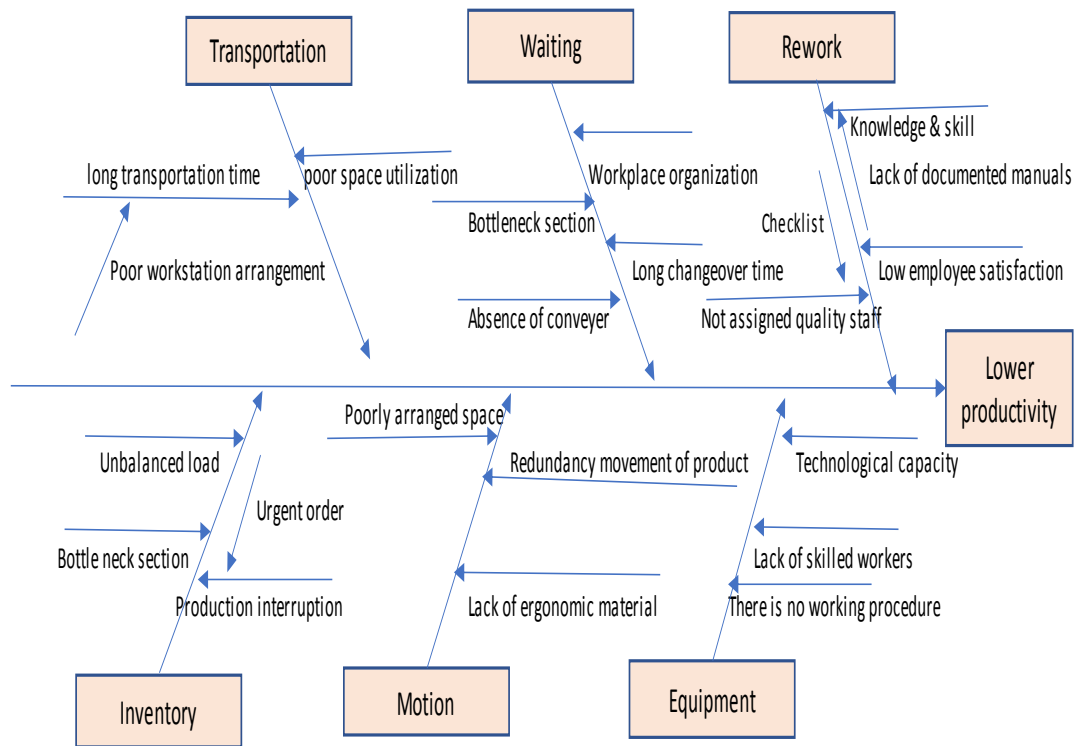 Transportation
Waiting
Rework
Knowledge & skill
long transportation time
poor space utilization
Workplace organization
Lack of documented manuals
Bottleneck section
Checklist
Poor workstation arrangement
Long changeover time
Low employee satisfaction
Absence of conveyer
Not assigned quality staff
Lower
productivity
Poorly arranged space
Unbalanced load
Redundancy movement of product
Technological capacity
Urgent order
Bottle neck section
Lack of skilled workers
Production interruption
Lack of ergonomic material
There is no working procedure
Inventory
Motion
Equipment